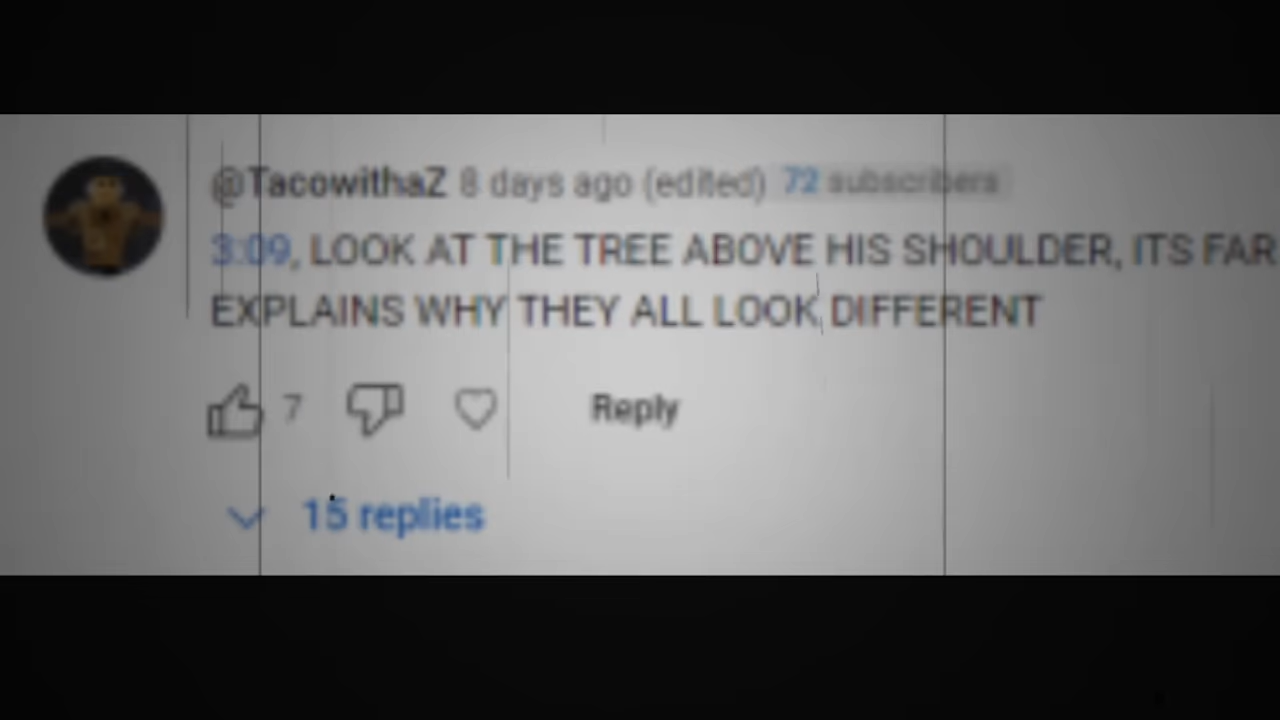 @TacowithaZ 8 days ago (edited) 72 subscribers
3:09, LOOK AT THE TREE ABOVE HIS SHOULDER, ITS FAR
EXPLAINS WHY THEY ALL LOOK DIFFERENT
7 Reply
15 replies